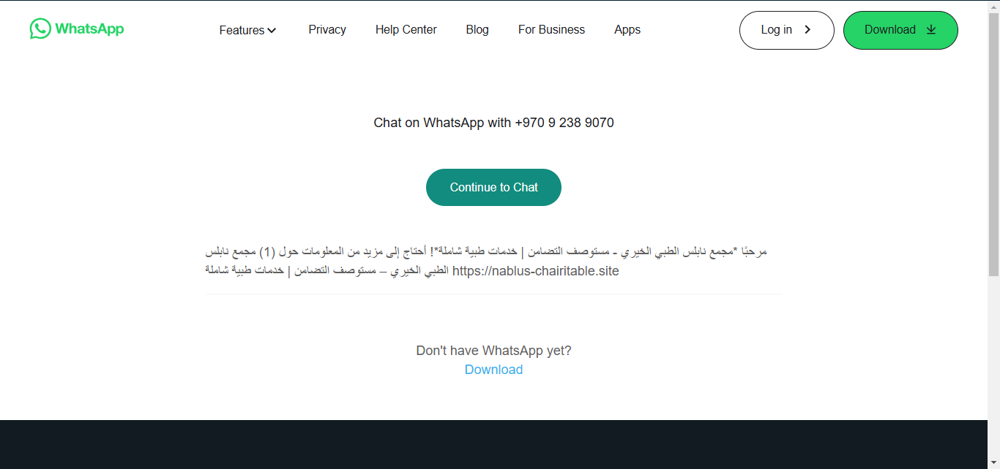 WhatsApp
Features
Privacy
Help Center
Blog
For Business
Apps
Log in
Download
Chat on WhatsApp with +970 9 238 9070
Continue to Chat
مرحبًا *مجمع نابلس الطبي الخيري - مستوصف التضامن | خدمات طبية شاملة*! أحتاج إلى مزيد من المعلومات حول (1) مجمع نابلس
الطبي الخيري – مستوصف التضامن | خدمات طبية شاملة https://nablus-chairitable.site
Don't have WhatsApp yet?
Download